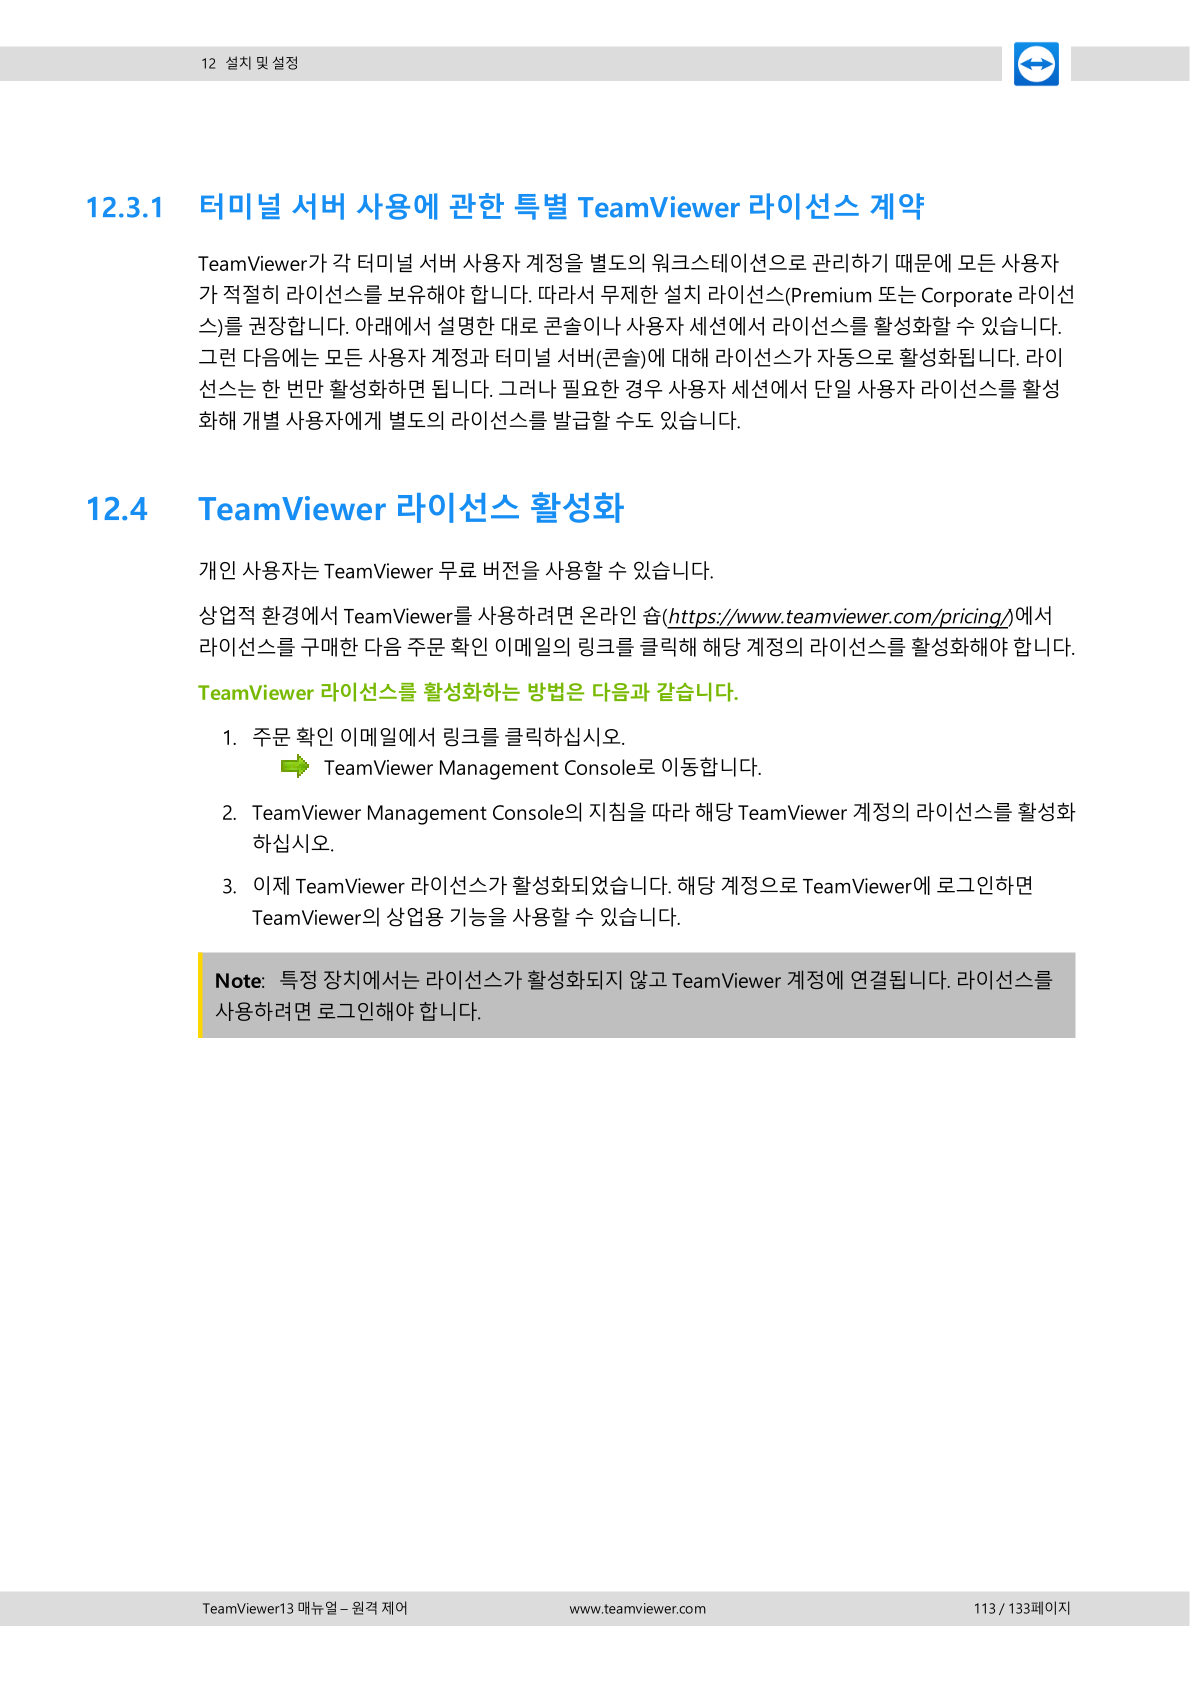 12 설치 및 설정
12.3.1 터미널 서버 사용에 관한 특별 TeamViewer 라이선스 계약
TeamViewer가 각 터미널 서버 사용자 계정을 별도의 워크스테이션으로 관리하기 때문에 모든 사용자
가 적절히 라이선스를 보유해야 합니다. 따라서 무제한 설치 라이선스(Premium 또는 Corporate 라이선
스)를 권장합니다. 아래에서 설명한 대로 콘솔이나 사용자 세션에서 라이선스를 활성화할 수 있습니다.
그런 다음에는 모든 사용자 계정과 터미널 서버(콘솔)에 대해 라이선스가 자동으로 활성화됩니다. 라이
선스는 한 번만 활성화하면 됩니다. 그러나 필요한 경우 사용자 세션에서 단일 사용자 라이선스를 활성
화해 개별 사용자에게 별도의 라이선스를 발급할 수도 있습니다.
12.4 TeamViewer 라이선스 활성화
개인 사용자는 TeamViewer 무료 버전을 사용할 수 있습니다.
상업적 환경에서 TeamViewer를 사용하려면 온라인 숍(https://www.teamviewer.com/pricing/)에서
라이선스를 구매한 다음 주문 확인 이메일의 링크를 클릭해 해당 계정의 라이선스를 활성화해야 합니다.
TeamViewer 라이선스를 활성화하는 방법은 다음과 같습니다.
1. 주문 확인 이메일에서 링크를 클릭하십시오.
TeamViewer Management Console로 이동합니다.
2. TeamViewer Management Console의 지침을 따라 해당 TeamViewer 계정의 라이선스를 활성화
하십시오.
3. 이제 TeamViewer 라이선스가 활성화되었습니다. 해당 계정으로 TeamViewer에 로그인하면
TeamViewer의 상업용 기능을 사용할 수 있습니다.
Note: 특정 장치에서는 라이선스가 활성화되지 않고 TeamViewer 계정에 연결됩니다. 라이선스를
사용하려면 로그인해야 합니다.
TeamViewer13 매뉴얼 – 원격 제어 www.teamviewer.com 113 / 133페이지